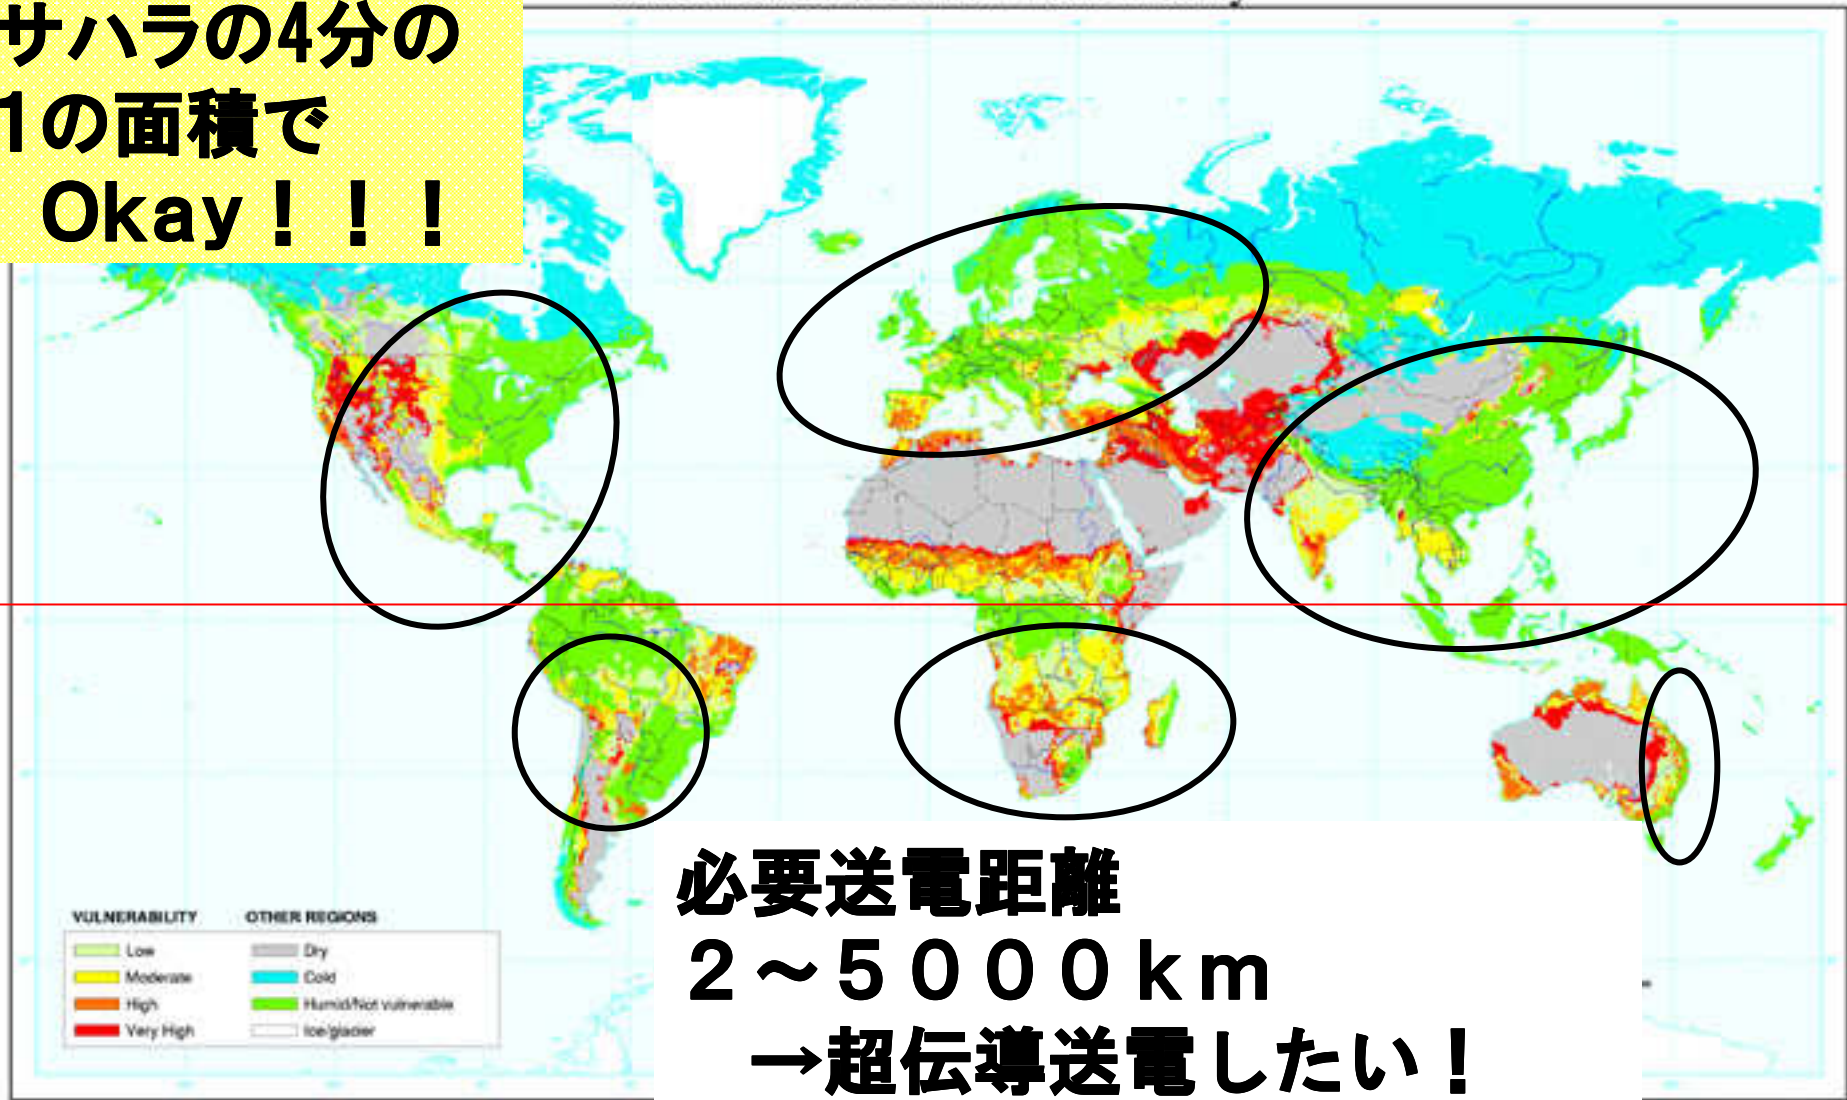 サハラの4分の
1の面積で
Okay！！！
必要送電距離
２～５０００ｋｍ
→超伝導送電したい！
VULNERABILITY
Low
Moderate
High
Very High
OTHER REGIONS
Dry
Cold
Humid/Not vulnerable
Ice/glacier